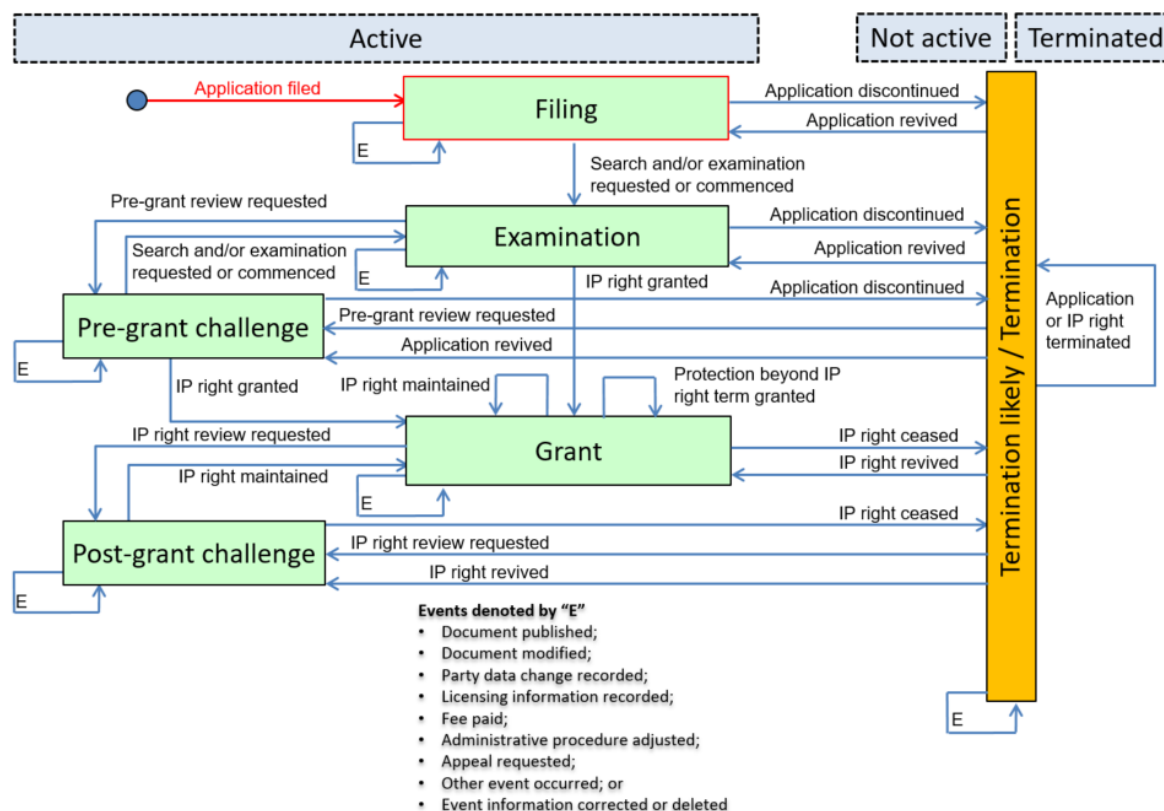 Active
Not active
Terminated
Application filed
Filing
Application discontinued
Application revived
E
Search and/or examination
requested or commenced
Pre-grant review requested
Examination
Application discontinued
Application revived
Search and/or examination
requested or commenced
E
IP right granted
Application discontinued
Pre-grant challenge
Pre-grant review requested
Application revived
E
Application
or IP right
terminated
Termination likely / Termination
IP right granted
IP right maintained
Protection beyond IP
right term granted
IP right review requested
Grant
IP right ceased
IP right revived
IP right maintained
E
IP right ceased
Post-grant challenge
IP right review requested
IP right revived
E
Events denoted by “E”
• Document published;
• Document modified;
• Party data change recorded;
• Licensing information recorded;
• Fee paid;
• Administrative procedure adjusted;
• Appeal requested;
• Other event occurred; or
• Event information corrected or deleted
E